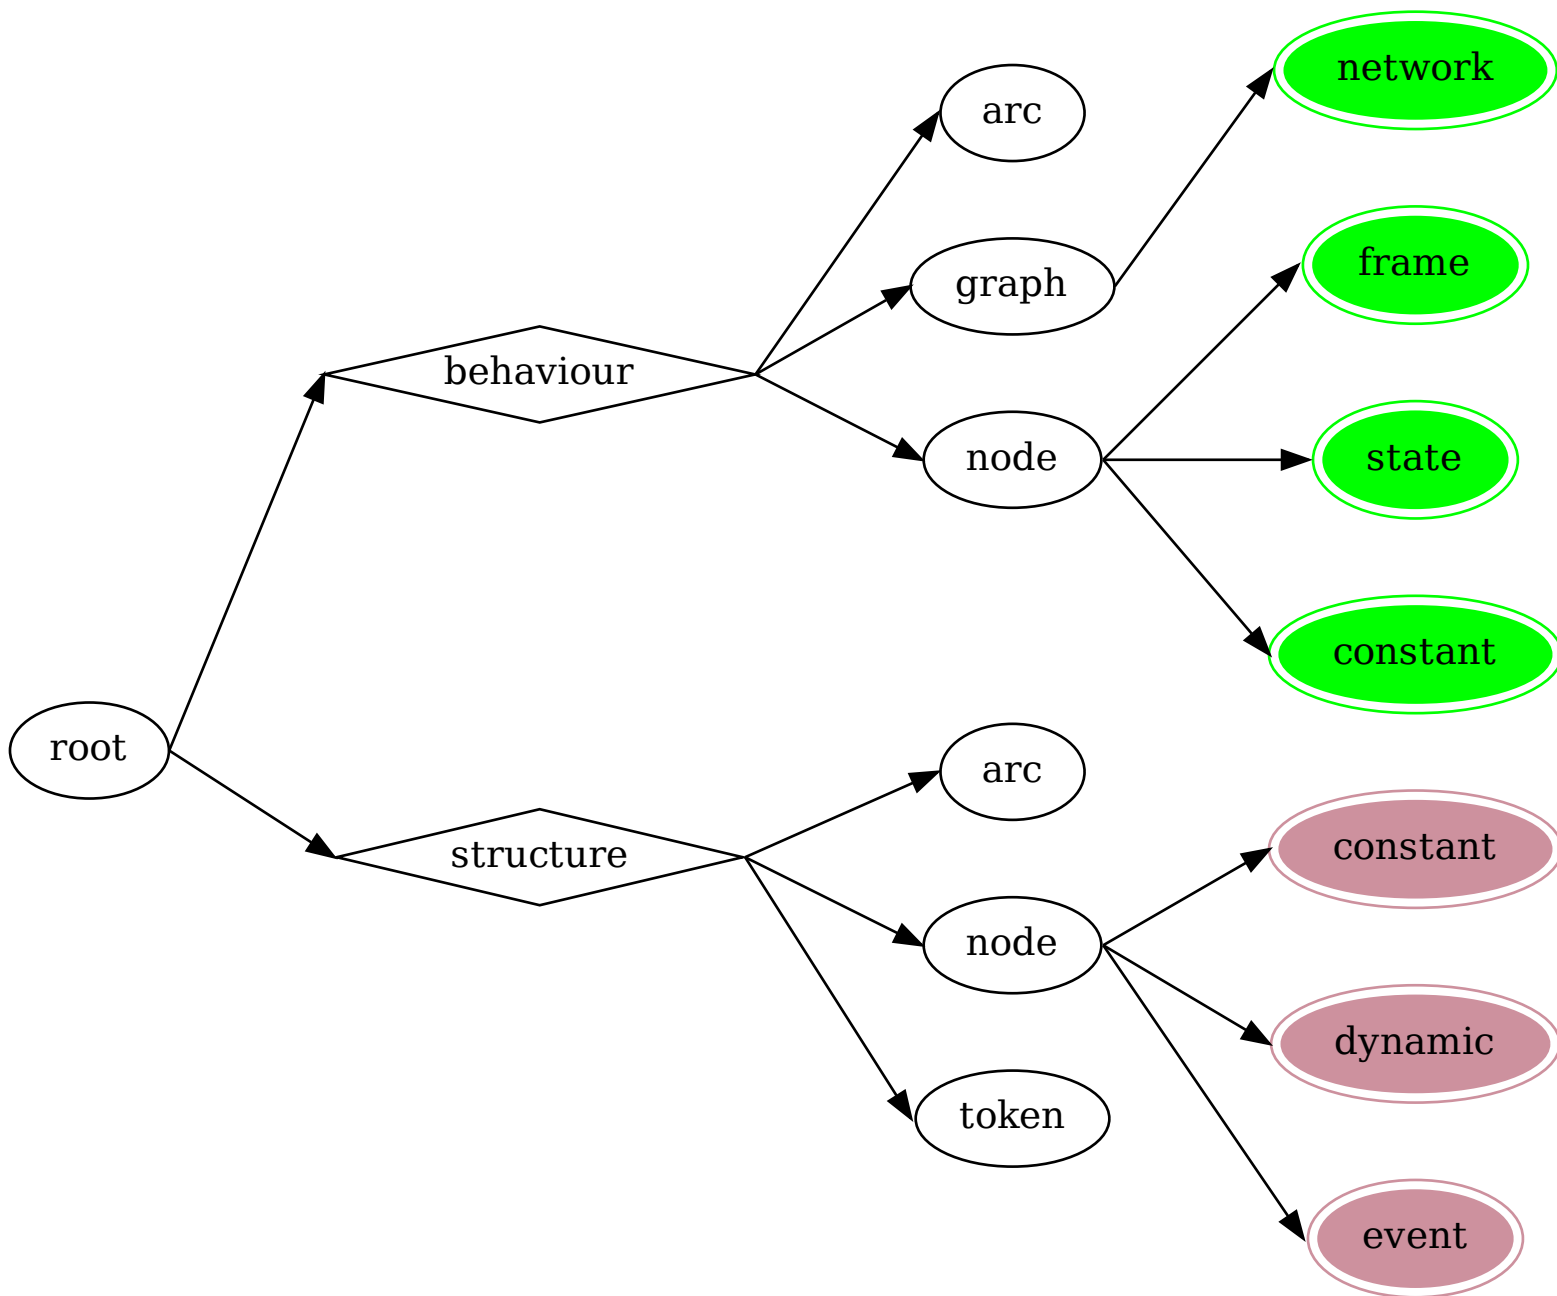 root
behaviour
arc
graph
network
node
frame
state
constant
structure
arc
node
constant
dynamic
event
token